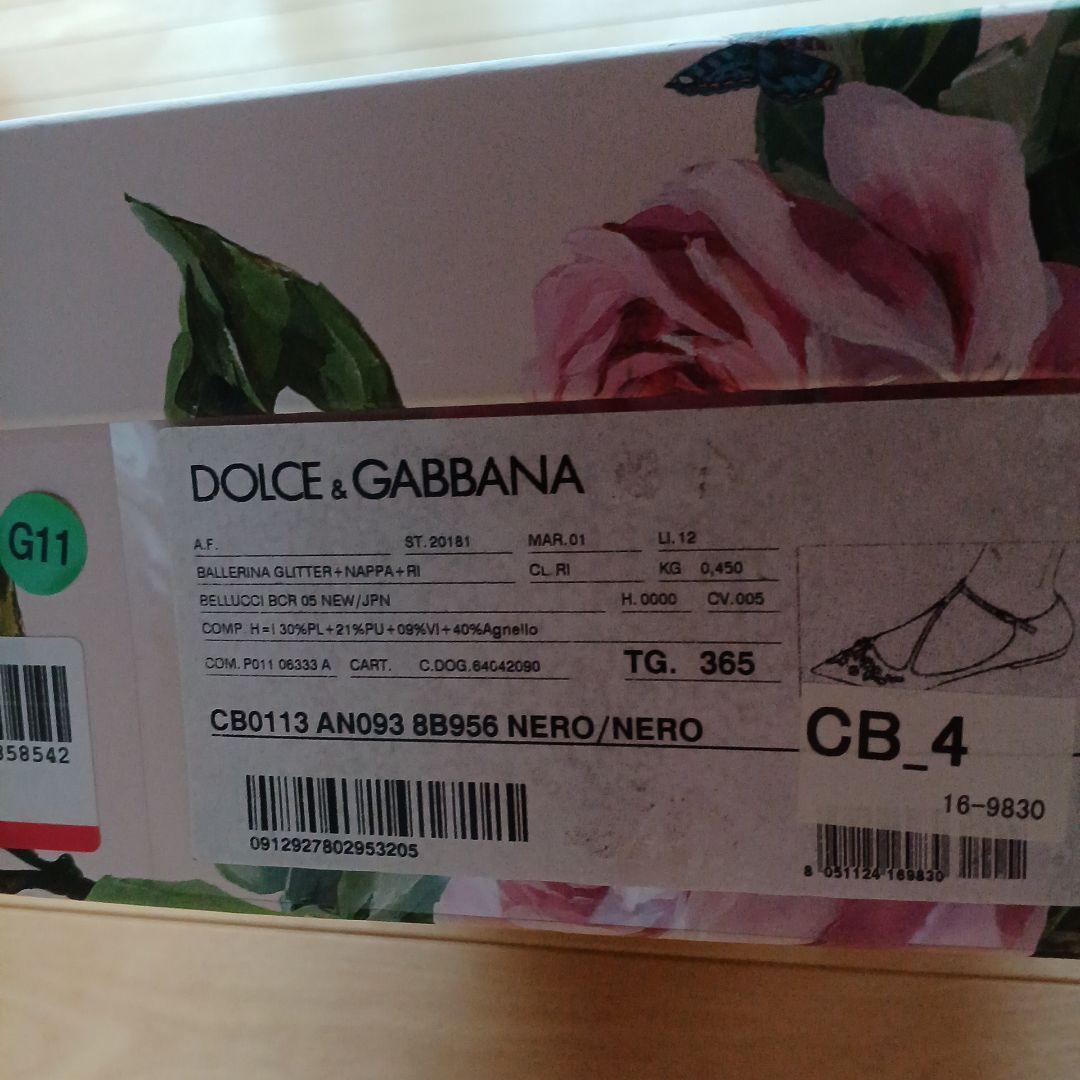 DOLCE & GABBANA
G11
A.F. ST. 20181 MAR. 01 LI. 12
BALLERINA GLITTER+NAPPA+RI CL. RI KG 0,450
BELLUCCI BCR 05 NEW/JPN H. 0000 CV. 005
COMP. H=I 30%PL+21%PU+09%VI+40%Agnello
COM. P011 06333 A CART. C.DOG.64042090 TG. 365
CB0113 AN093 8B956 NERO/NERO
CB_4
358542
16-9830
0912927802953205
8 051124 169830